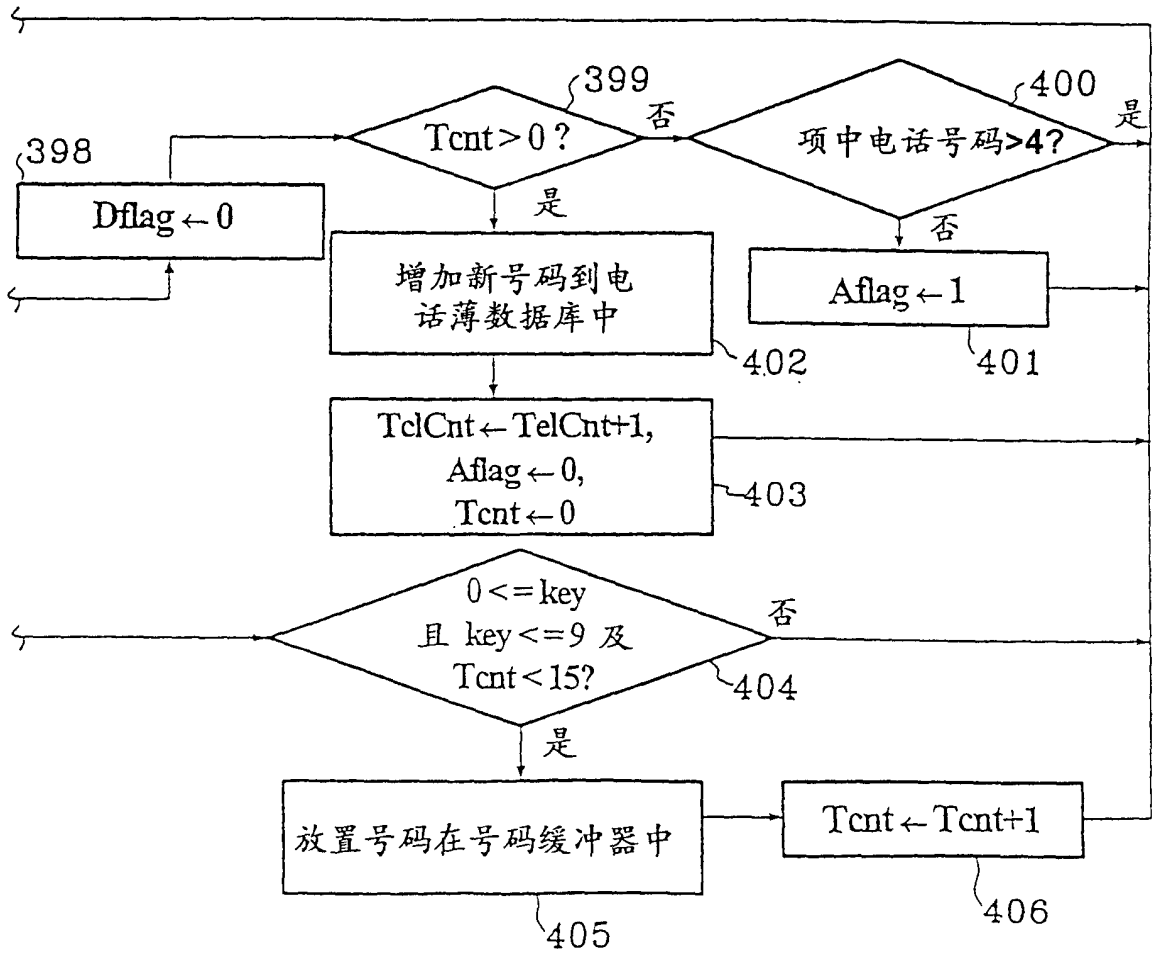 398
Dflag←0
399
Tcnt>0?
否
是
400
项中电话号码>4?
是
否
Aflag←1
401
增加新号码到电
话薄数据库中
402
TclCnt←TelCnt+1,
Aflag←0,
Tcnt←0
403
0<=key
且 key<=9 及
Tcnt<15?
否
404
是
放置号码在号码缓冲器中
405
Tcnt←Tcnt+1
406